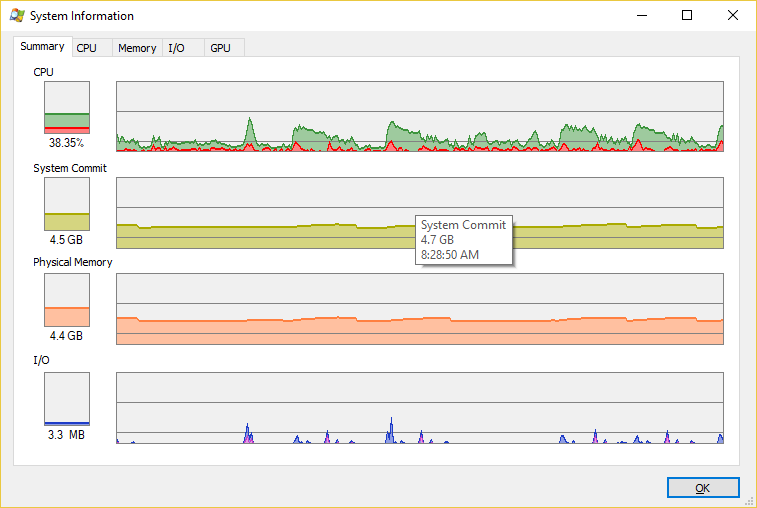 System Information
Summary CPU Memory I/O GPU
CPU
38.35%
System Commit
4.5 GB
System Commit
4.7 GB
8:28:50 AM
Physical Memory
4.4 GB
I/O
3.3 MB
OK